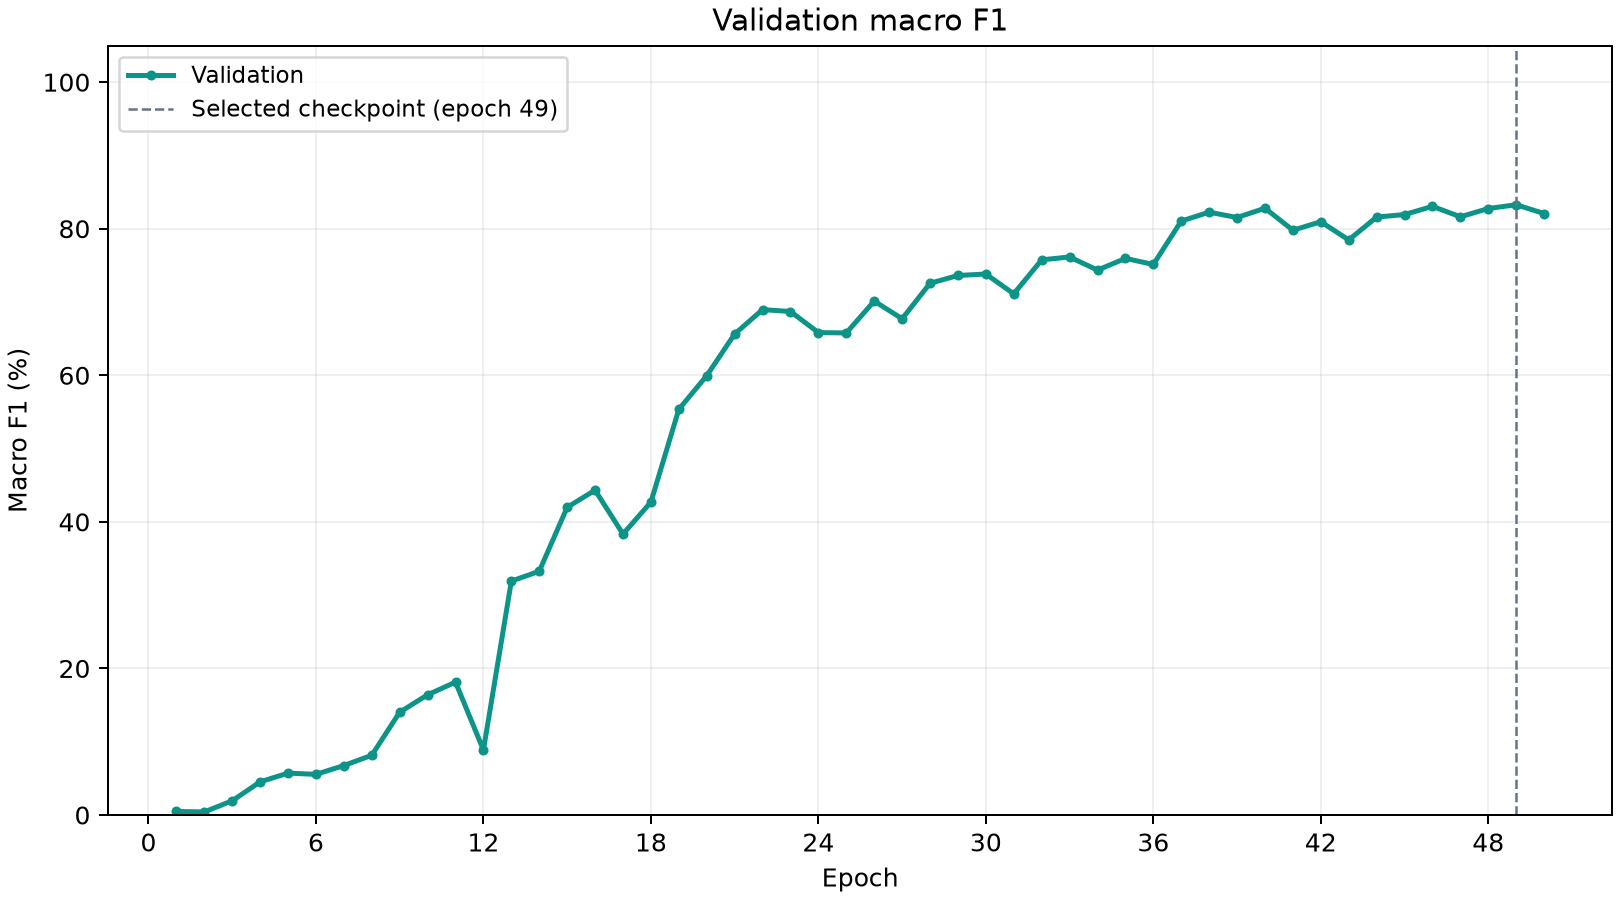 Validation macro F1
Validation
Selected checkpoint (epoch 49)
Macro F1 (%)
100
80
60
40
20
0
0 6 12 18 24 30 36 42 48
Epoch